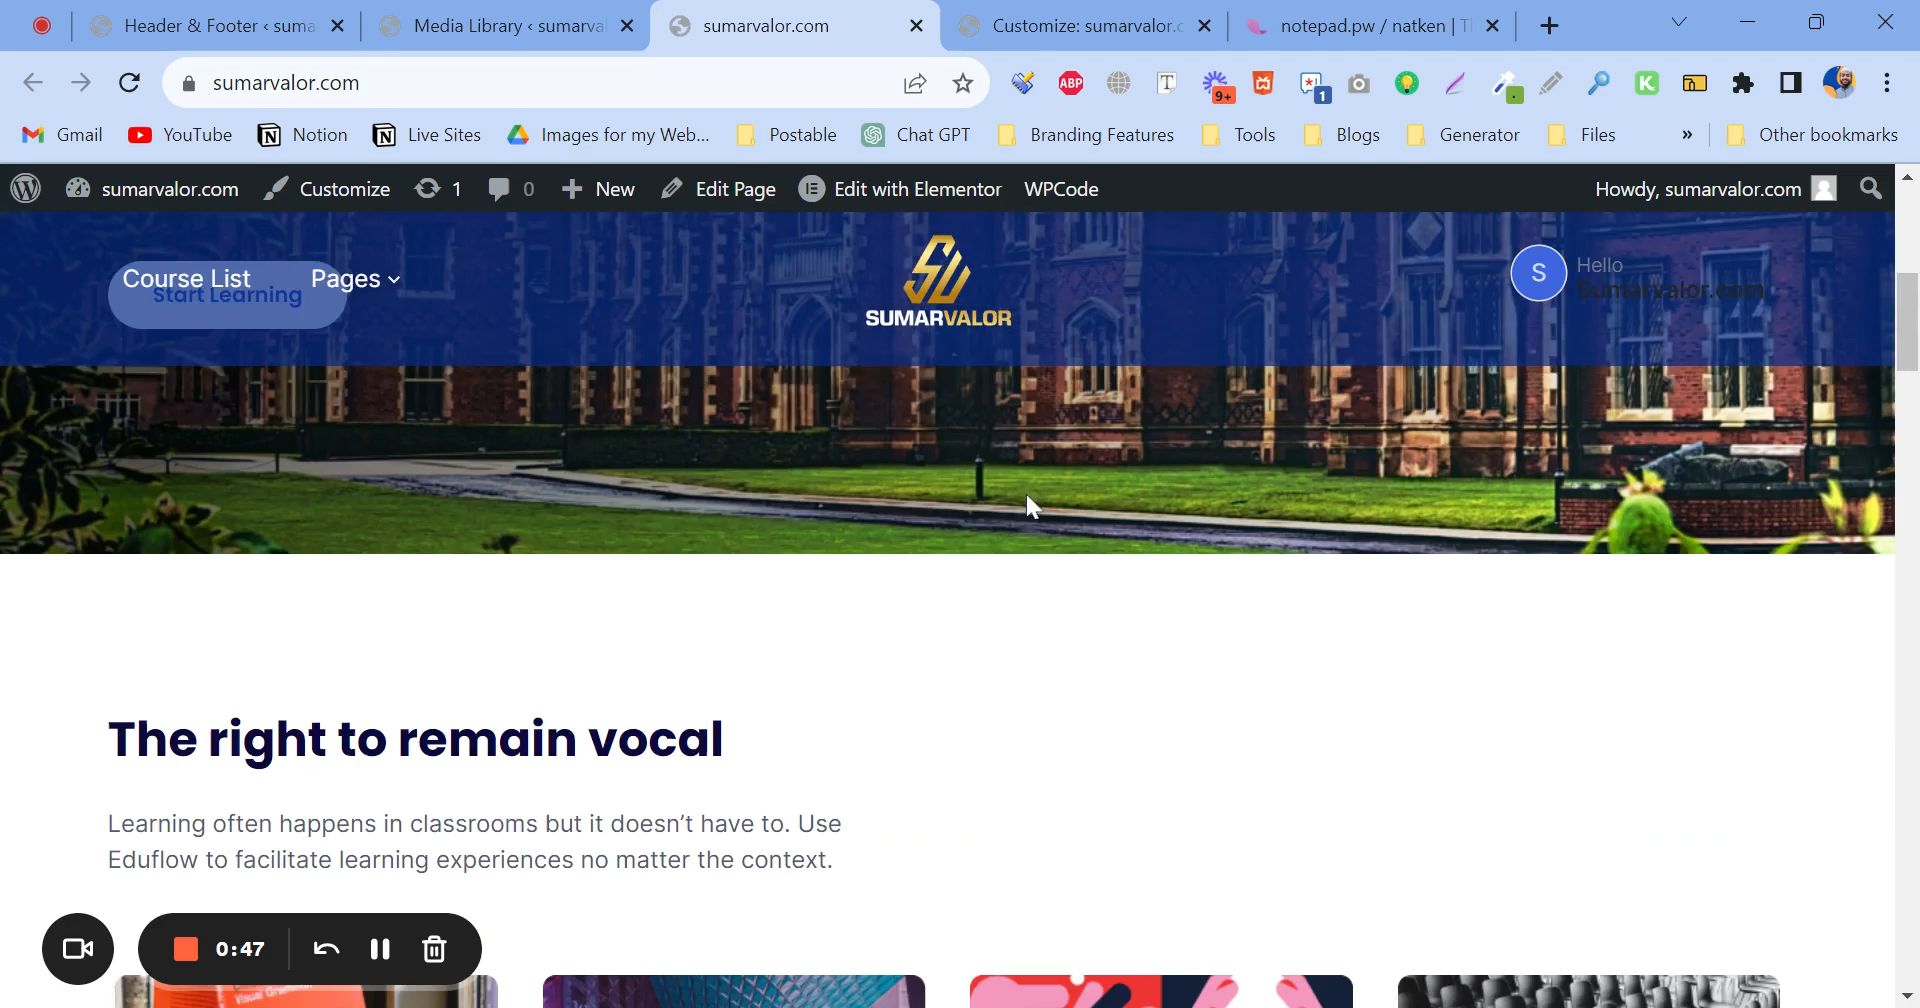 Header & Footer ‹ suma
Media Library ‹ sumarva
sumarvalor.com
Customize: sumarvalor.c
notepad.pw / natken | T
sumarvalor.com
ABP
T
9+
1
K
Gmail
YouTube
Notion
Live Sites
Images for my Web...
Postable
Chat GPT
Branding Features
Tools
Blogs
Generator
Files
»
Other bookmarks
sumarvalor.com
Customize
1
0
New
Edit Page
Edit with Elementor
WPCode
Howdy, sumarvalor.com
Course List
Pages
Start Learning
SUMARVALOR
S
Hello
Sumarvalor.com
The right to remain vocal
Learning often happens in classrooms but it doesn’t have to. Use
Eduflow to facilitate learning experiences no matter the context.
0:47